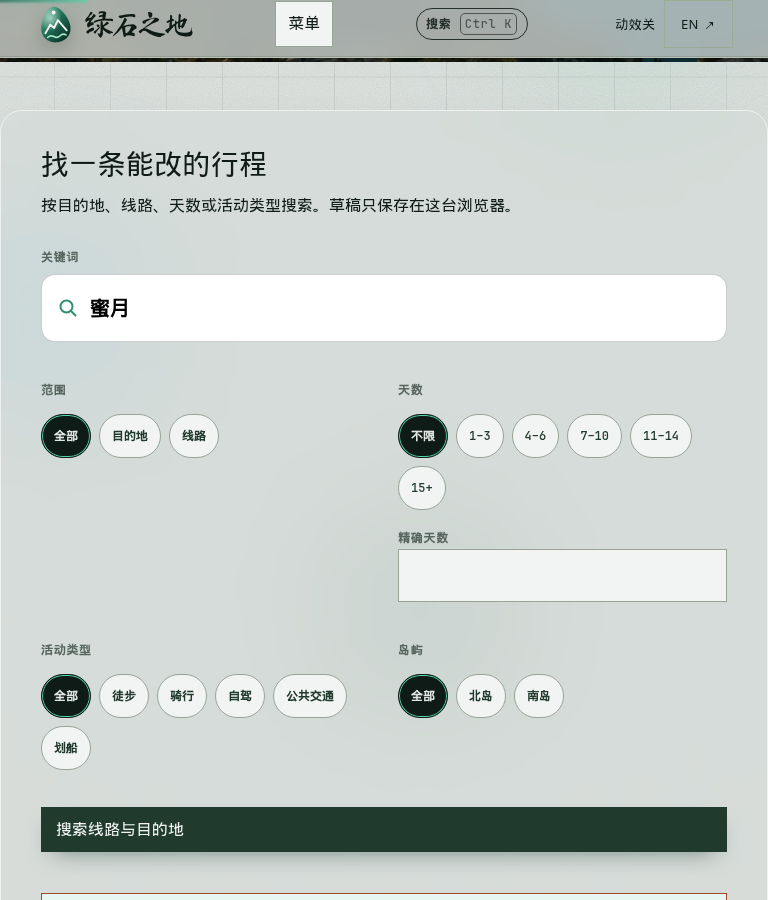 绿石之地
菜单
搜索 Ctrl K
动效关
EN ↗
找一条能改的行程
按目的地、线路、天数或活动类型搜索。草稿只保存在这台浏览器。
关键词
蜜月
范围
全部 目的地 线路
天数
不限 1–3 4–6 7–10 11–14
15+
精确天数
活动类型
全部 徒步 骑行 自驾 公共交通
划船
岛屿
全部 北岛 南岛
搜索线路与目的地